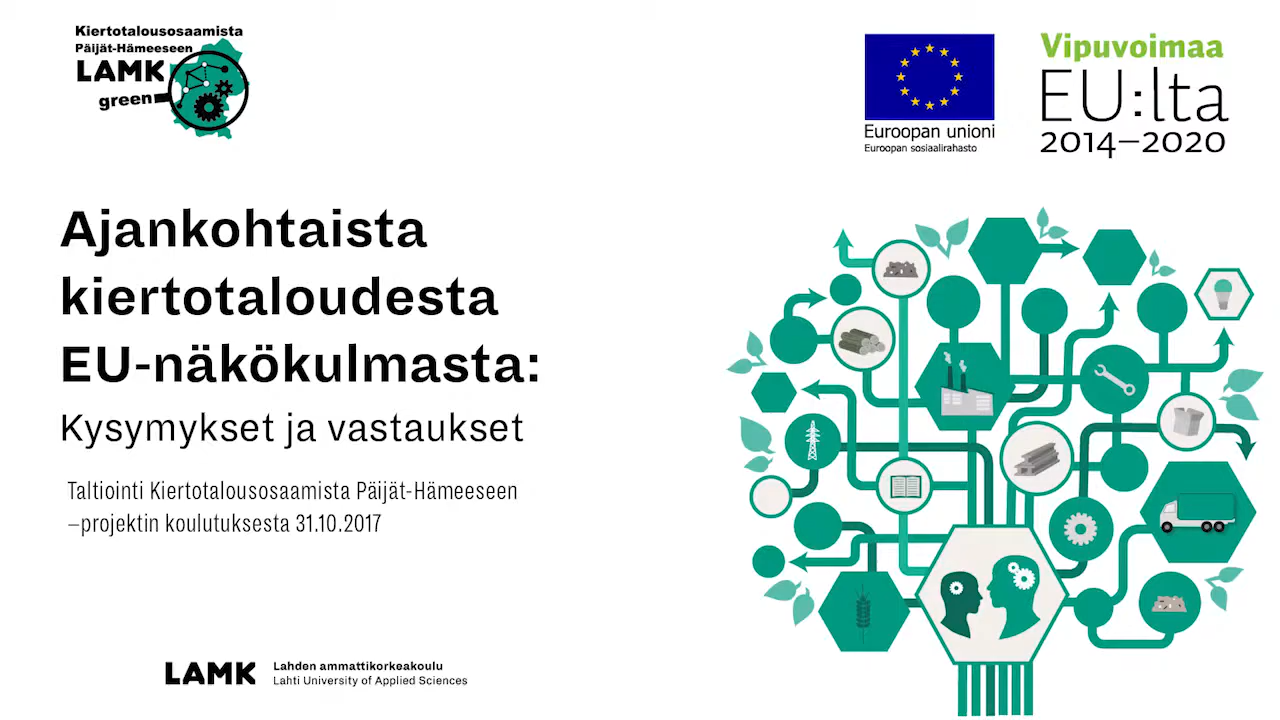 Kiertotalousosaamista
Päijät-Hämeeseen
LAMK
green
Euroopan unioni
Euroopan sosiaalirahasto
Vipuvoimaa
EU:lta
2014–2020
Ajankohtaista
kiertotaloudesta
EU-näkökulmasta:
Kysymykset ja vastaukset
Taltiointi Kiertotalousosaamista Päijät-Hämeeseen
–projektin koulutuksesta 31.10.2017
LAMK
Lahden ammattikorkeakoulu
Lahti University of Applied Sciences